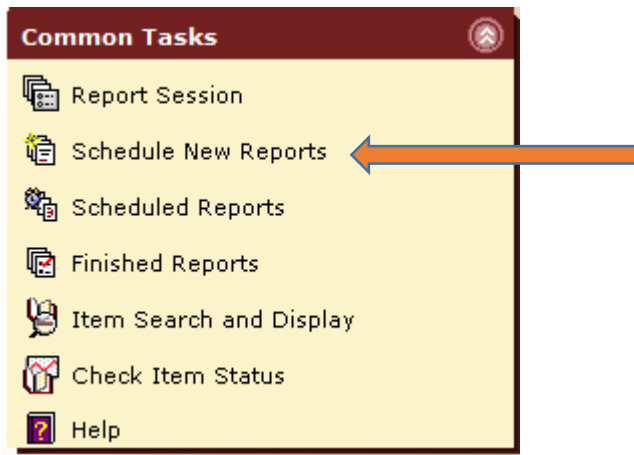 Common Tasks
Report Session
Schedule New Reports
Scheduled Reports
Finished Reports
Item Search and Display
Check Item Status
Help